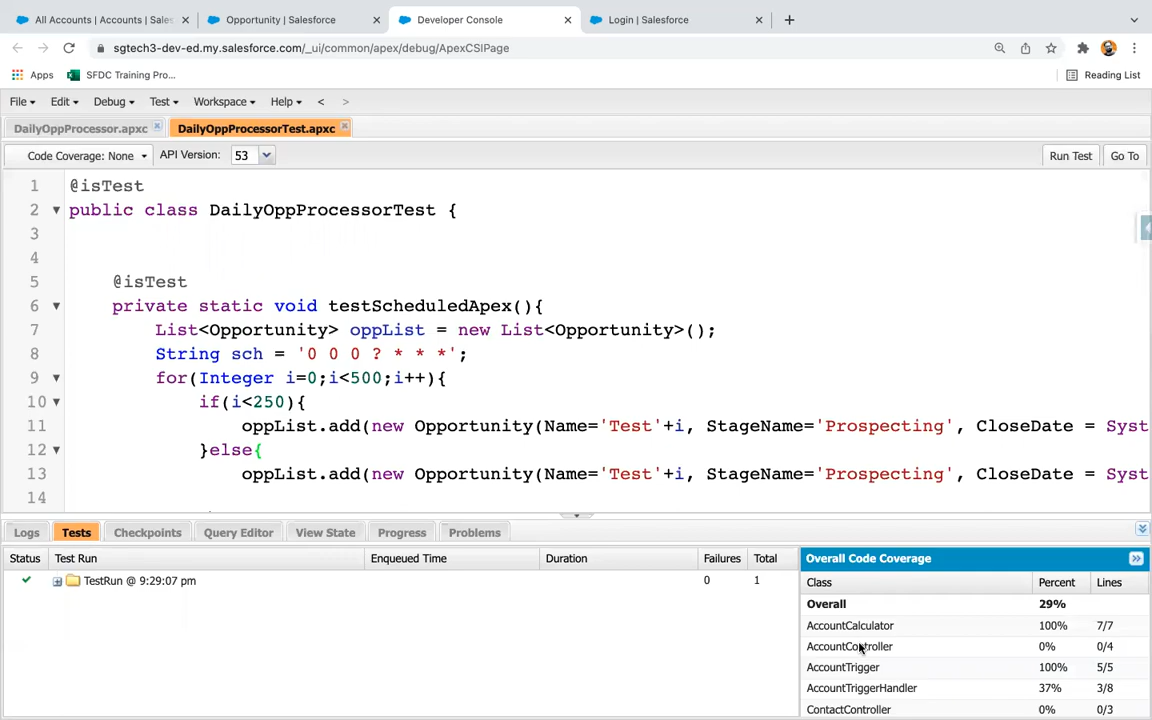 All Accounts | Accounts | Sales
Opportunity | Salesforce
Developer Console
Login | Salesforce
sgtech3-dev-ed.my.salesforce.com/_ui/common/apex/debug/ApexCSIPage
Apps
SFDC Training Pro...
Reading List
File Edit Debug Test Workspace Help < >
DailyOppProcessor.apxc
DailyOppProcessorTest.apxc
Code Coverage: None
API Version: 53
Run Test
Go To
1 @isTest
2 public class DailyOppProcessorTest {
3
4
5 @isTest
6 private static void testScheduledApex(){
7 List<Opportunity> oppList = new List<Opportunity>();
8 String sch = '0 0 0 ? * * *';
9 for(Integer i=0;i<500;i++){
10 if(i<250){
11 oppList.add(new Opportunity(Name='Test'+i, StageName='Prospecting', CloseDate = Syst
12 }else{
13 oppList.add(new Opportunity(Name='Test'+i, StageName='Prospecting', CloseDate = Syst
14
Logs Tests Checkpoints Query Editor View State Progress Problems
Status Test Run Enqueued Time Duration Failures Total
TestRun @ 9:29:07 pm 0 1
Overall Code Coverage
Class Percent Lines
Overall 29%
AccountCalculator 100% 7/7
AccountController 0% 0/4
AccountTrigger 100% 5/5
AccountTriggerHandler 37% 3/8
ContactController 0% 0/3